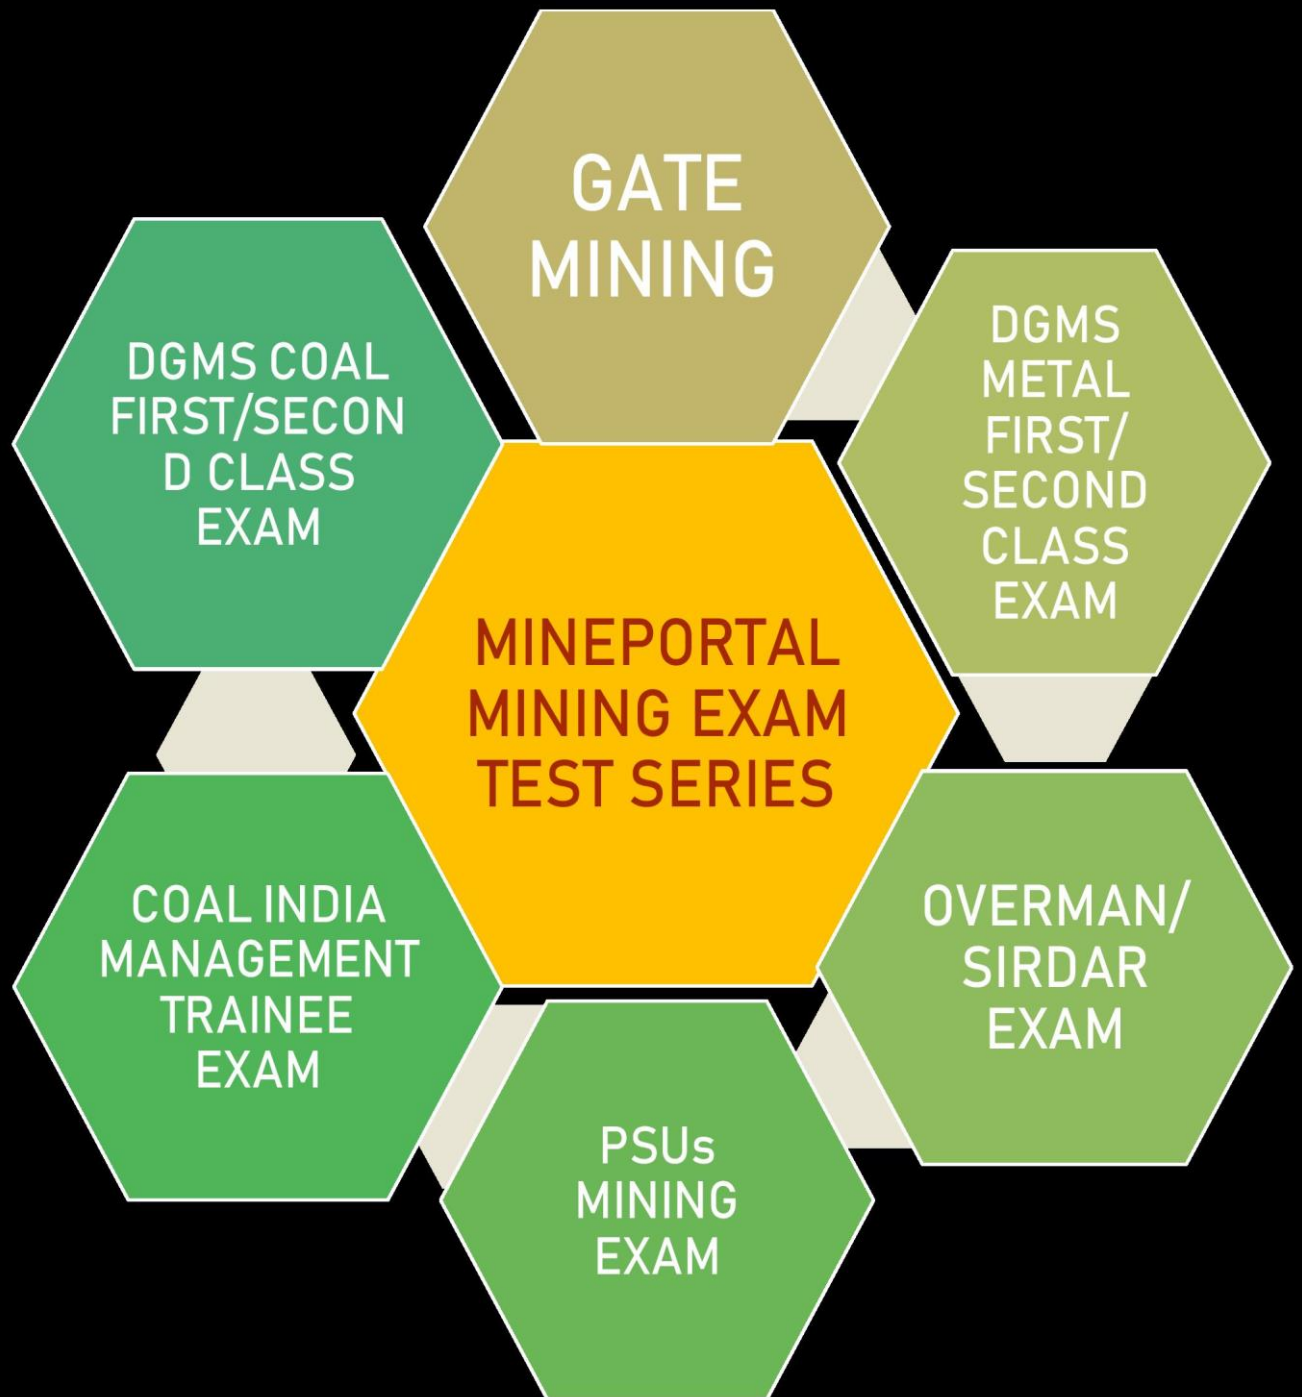 GATE
MINING
DGMS COAL
FIRST/SECON
D CLASS
EXAM
DGMS
METAL
FIRST/
SECOND
CLASS
EXAM
MINEPORTAL
MINING EXAM
TEST SERIES
COAL INDIA
MANAGEMENT
TRAINEE
EXAM
OVERMAN/
SIRDAR
EXAM
PSUs
MINING
EXAM